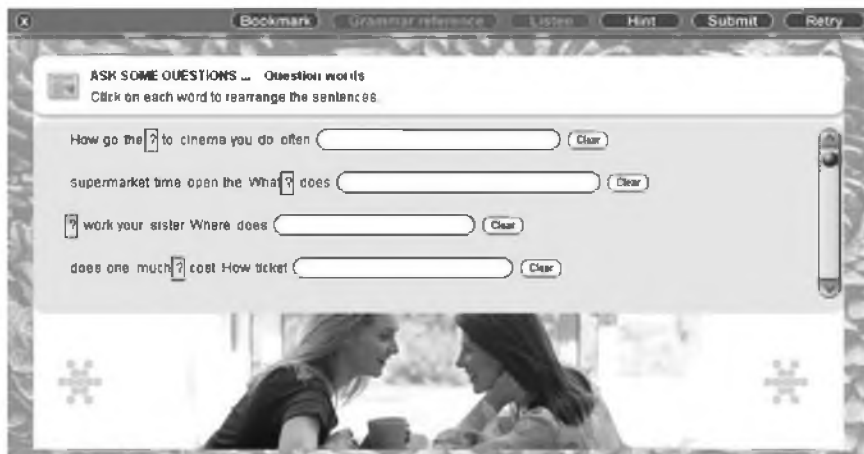 Bookmark Grammar reference Listen Hint Submit Retry
ASK SOME QUESTIONS ... Question words
Click on each word to rearrange the sentences.
How go the ? to cinema you do often Clear
supermarket time open the What ? does Clear
? work your sister Where does Clear
does one much ? cost How ticket Clear